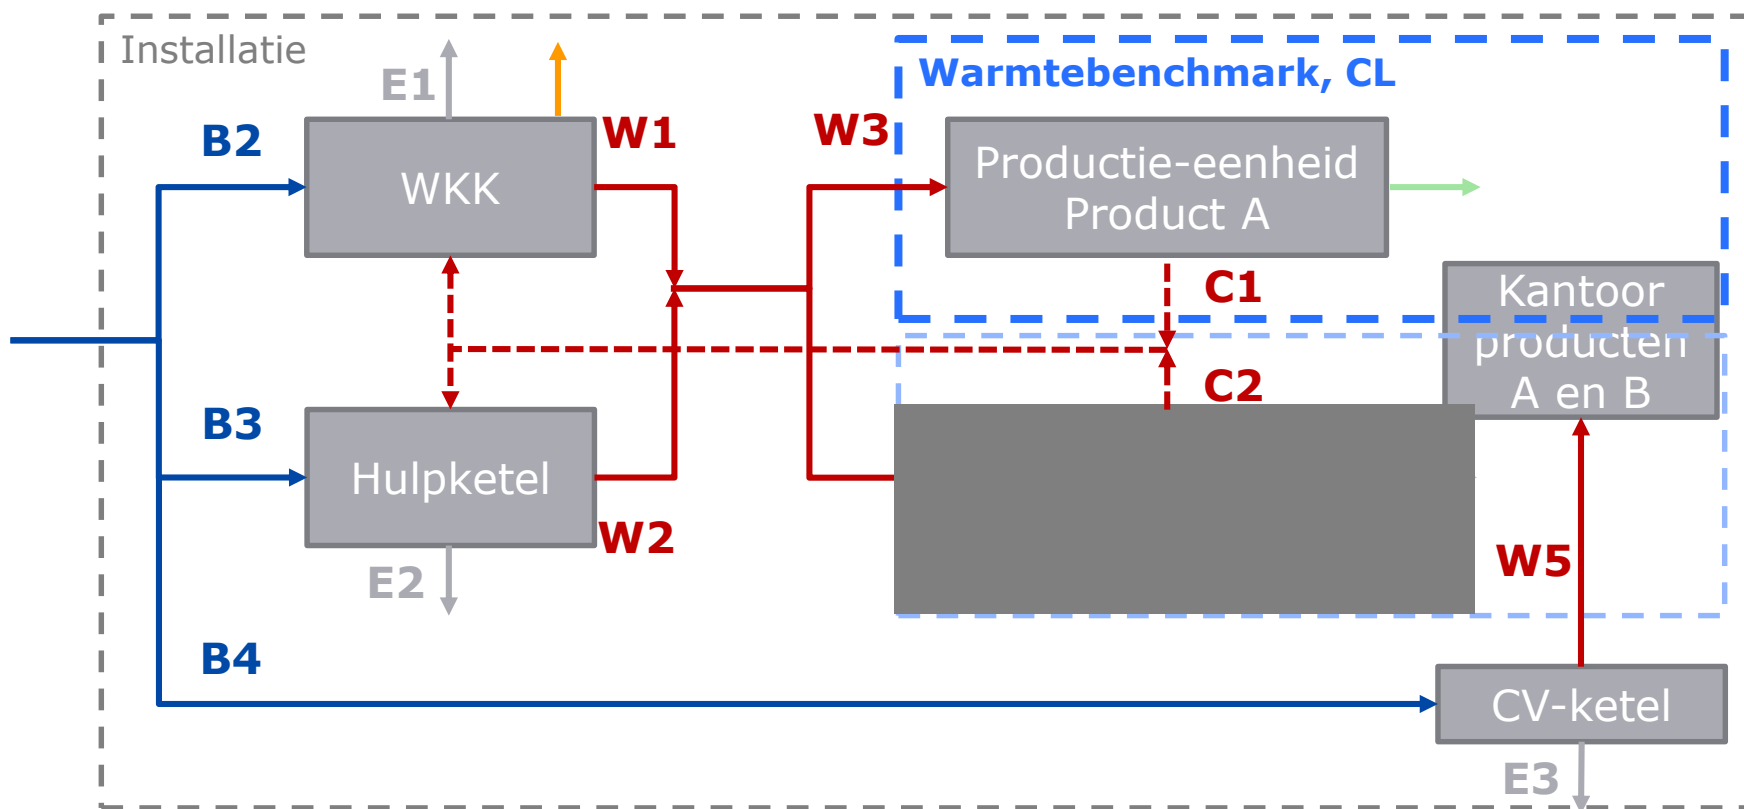 Installatie
E1
Warmtebenchmark, CL
B2
W1
W3
WKK
Productie-eenheid
Product A
C1
Kantoor
producten
A en B
C2
B3
Hulpketel
W2
W5
E2
B4
CV-ketel
E3